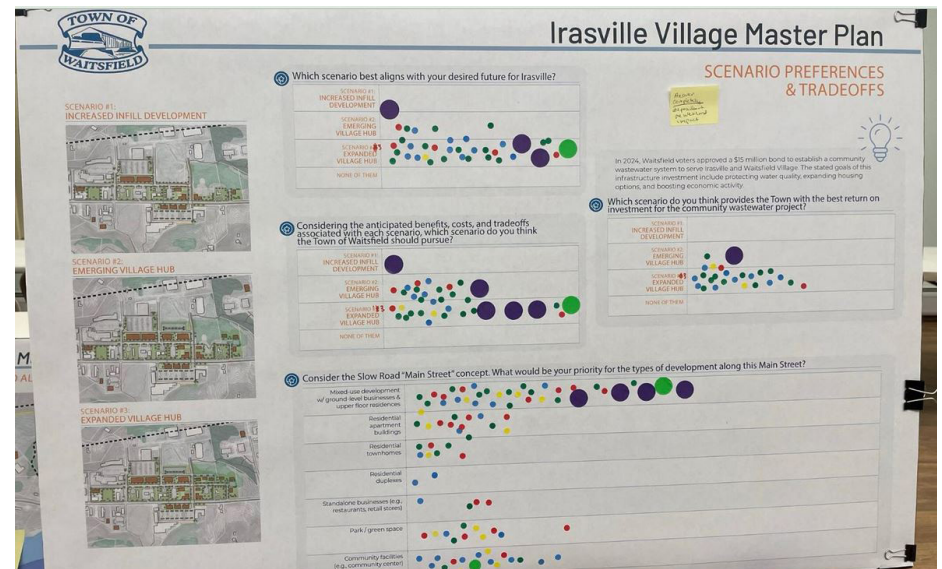 TOWN OF
WAITSFIELD
Irasville Village Master Plan
SCENARIO PREFERENCES
& TRADEOFFS
SCENARIO #1:
INCREASED INFILL DEVELOPMENT
SCENARIO #2:
EMERGING VILLAGE HUB
SCENARIO #3:
EXPANDED VILLAGE HUB
Which scenario best aligns with your desired future for Irasville?
SCENARIO #1:
INCREASED INFILL
DEVELOPMENT
SCENARIO #2:
EMERGING
VILLAGE HUB
SCENARIO
EXPANDED
VILLAGE HUB
NONE OF THEM
Considering the anticipated benefits, costs, and tradeoffs
associated with each scenario, which scenario do you think
the Town of Waitsfield should pursue?
SCENARIO #1:
INCREASED INFILL
DEVELOPMENT
SCENARIO #2:
EMERGING
VILLAGE HUB
SCENARIO
EXPANDED
VILLAGE HUB
NONE OF THEM
In 2024, Waitsfield voters approved a $15 million bond to establish a community
wastewater system to serve Irasville and Waitsfield Village. The stated goals of this
infrastructure investment include protecting water quality, expanding housing
options, and boosting economic activity.
Which scenario do you think provides the Town with the best return on
investment for the community wastewater project?
SCENARIO #1:
INCREASED INFILL
DEVELOPMENT
SCENARIO #2:
EMERGING
VILLAGE HUB
SCENARIO
EXPANDED
VILLAGE HUB
NONE OF THEM
Consider the Slow Road "Main Street" concept. What would be your priority for the types of development along this Main Street?
Mixed-use development
w/ ground-level businesses &
upper floor residences
Residential
apartment
buildings
Residential
townhomes
Residential
duplexes
Standalone businesses (e.g.,
restaurants, retail stores)
Park / green space
Community facilities
(e.g., community center)